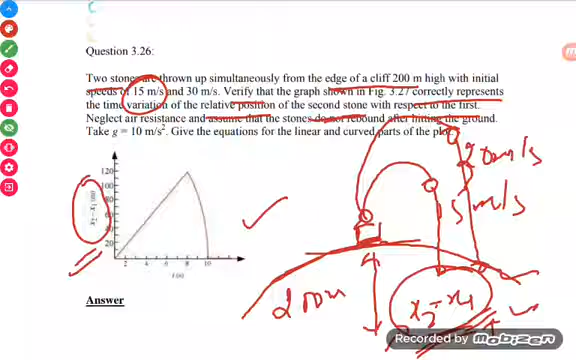 Question 3.26:
Two stones are thrown up simultaneously from the edge of a cliff 200 m high with initial
speeds of 15 m/s and 30 m/s. Verify that the graph shown in Fig. 3.27 correctly represents
the time variation of the relative position of the second stone with respect to the first.
Neglect air resistance and assume that the stones do not rebound after hitting the ground.
Take g = 10 m/s². Give the equations for the linear and curved parts of the plot.
120
100
80
60
40
20
x₂ – x₁ (m)
2 4 6 8 10
t (s)
Answer
m/s
m/s
200m
x₂-x₁
Recorded by
mobizen